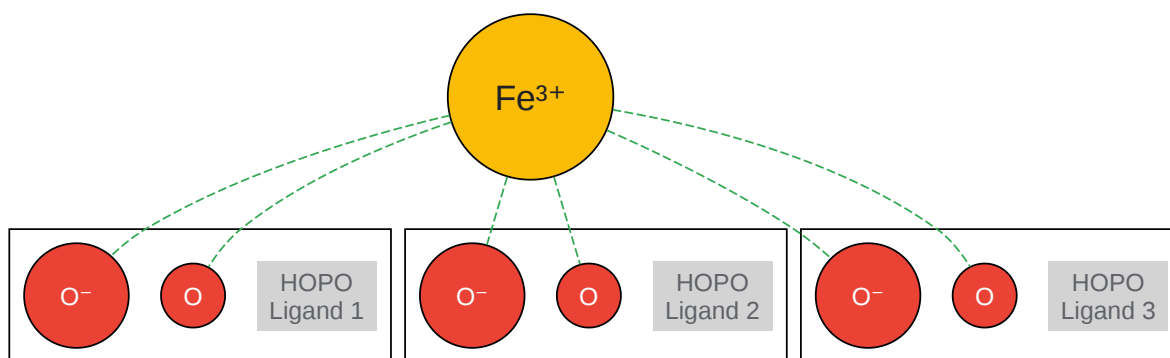 Fe³⁺
O⁻
O
HOPO
Ligand 1
O⁻
O
HOPO
Ligand 2
O⁻
O
HOPO
Ligand 3